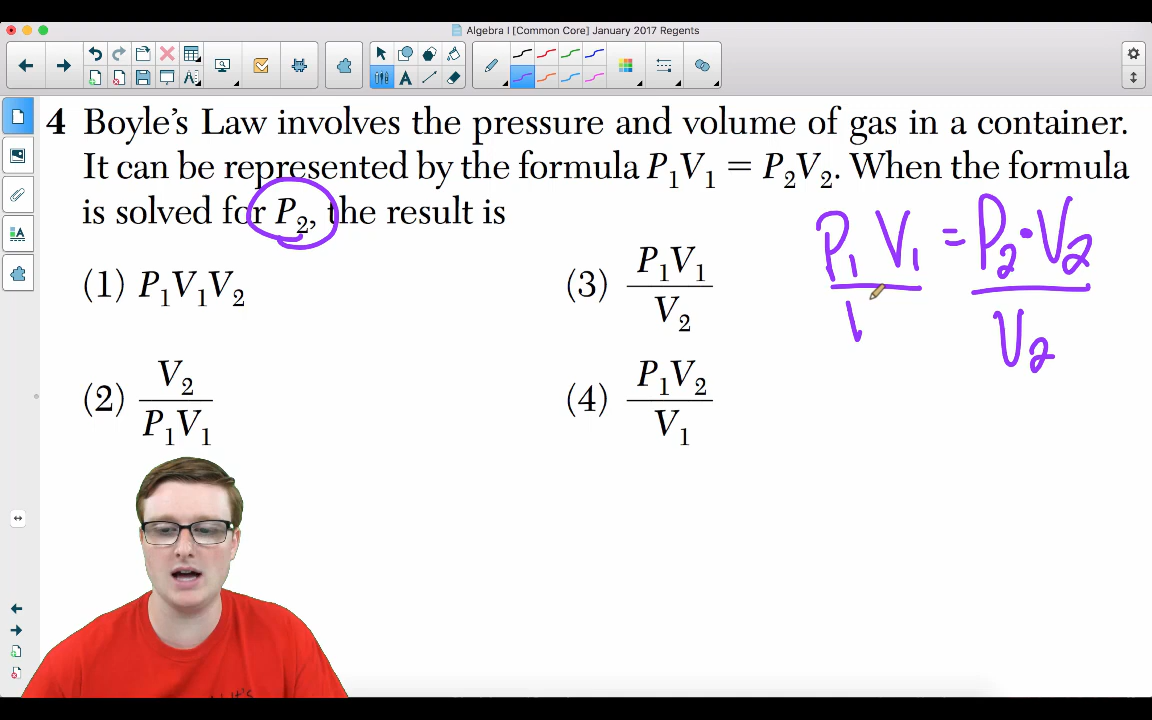 Algebra I [Common Core] January 2017 Regents
4 Boyle's Law involves the pressure and volume of gas in a container.
It can be represented by the formula P₁V₁ = P₂V₂. When the formula
is solved for P₂, the result is
(1) P₁V₁V₂
(2) V₂
P₁V₁
(3) P₁V₁
V₂
(4) P₁V₂
V₁
P₁ V₁ = P₂ · V₂
V₂